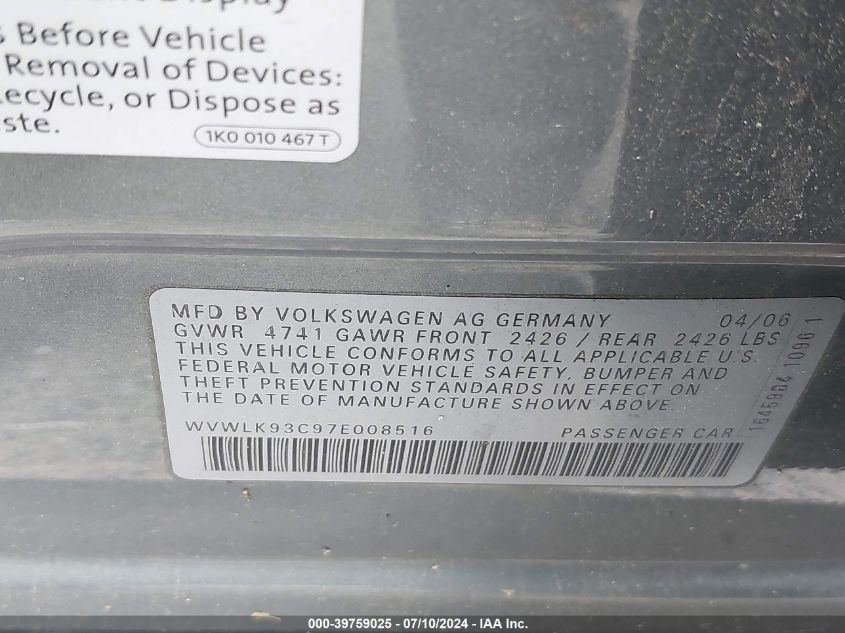 Before Vehicle
Removal of Devices:
ecycle, or Dispose as
ste.
1K0 010 467 T
MFD BY VOLKSWAGEN AG GERMANY 04/06
GVWR 4741 GAWR FRONT 2426 / REAR 2426 LBS
THIS VEHICLE CONFORMS TO ALL APPLICABLE U.S.
FEDERAL MOTOR VEHICLE SAFETY, BUMPER AND
THEFT PREVENTION STANDARDS IN EFFECT ON
THE DATE OF MANUFACTURE SHOWN ABOVE.
WVWLK93C97E008516 PASSENGER CAR
1645964 1096 1
000-39759025 - 07/10/2024 - IAA Inc.